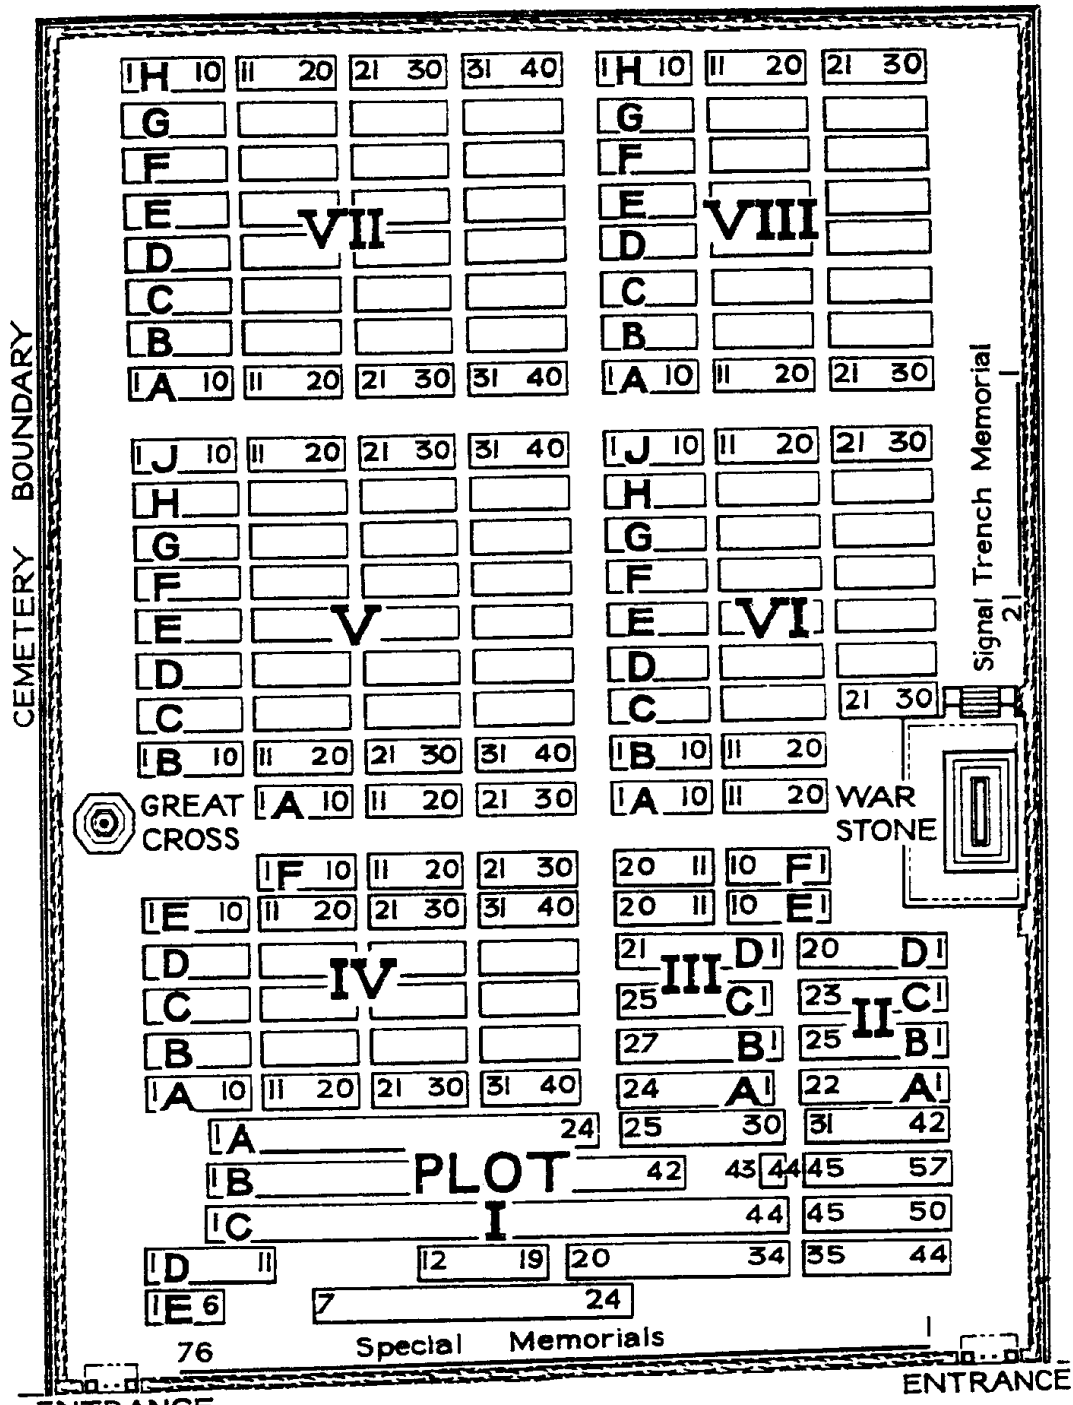 1 H 10 11 20 21 30 31 40 1 H 10 11 20 21 30
G G
F F
E E
VII VIII
D D
C C
B B
1 A 10 11 20 21 30 31 40 1 A 10 11 20 21 30
CEMETERY BOUNDARY
Signal Trench Memorial
1
21
1 J 10 11 20 21 30 31 40 1 J 10 11 20 21 30
H H
G G
F F
E V E VI
D D
C C 21 30
1 B 10 11 20 21 30 31 40 1 B 10 11 20
1 A 10 11 20 21 30 1 A 10 11 20
GREAT
CROSS
WAR
STONE
1 F 10 11 20 21 30 20 11 10 F 1
1 E 10 11 20 21 30 31 40 20 11 10 E 1
D IV 21 III D 1 20 D 1
C 25 C 1 23 II C 1
B 27 B 1 25 B 1
1 A 10 11 20 21 30 31 40 24 A 1 22 A 1
1 A 24 25 30 31 42
1 B PLOT 42 43 44 45 57
1 C I 44 45 50
1 D 11 12 19 20 34 35 44
1 E 6 7 24
76 Special Memorials 1
ENTRANCE
ENTRANCE